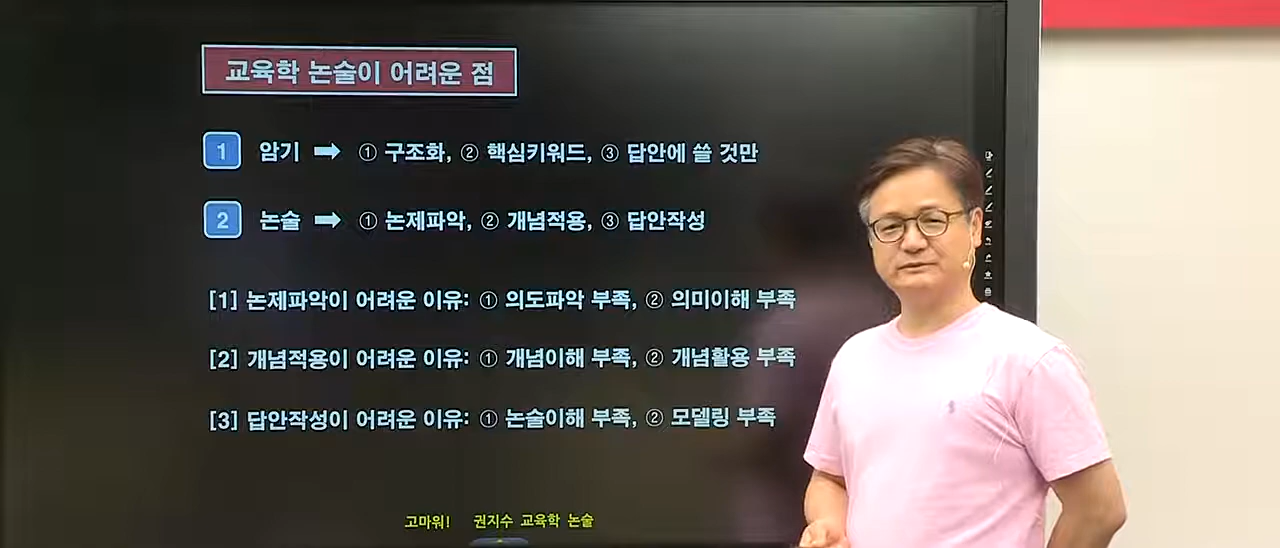 교육학 논술이 어려운 점
1 암기 ➡ ① 구조화, ② 핵심키워드, ③ 답안에 쓸 것만
2 논술 ➡ ① 논제파악, ② 개념적용, ③ 답안작성
[1] 논제파악이 어려운 이유: ① 의도파악 부족, ② 의미이해 부족
[2] 개념적용이 어려운 이유: ① 개념이해 부족, ② 개념활용 부족
[3] 답안작성이 어려운 이유: ① 논술이해 부족, ② 모델링 부족
고마워! 권지수 교육학 논술